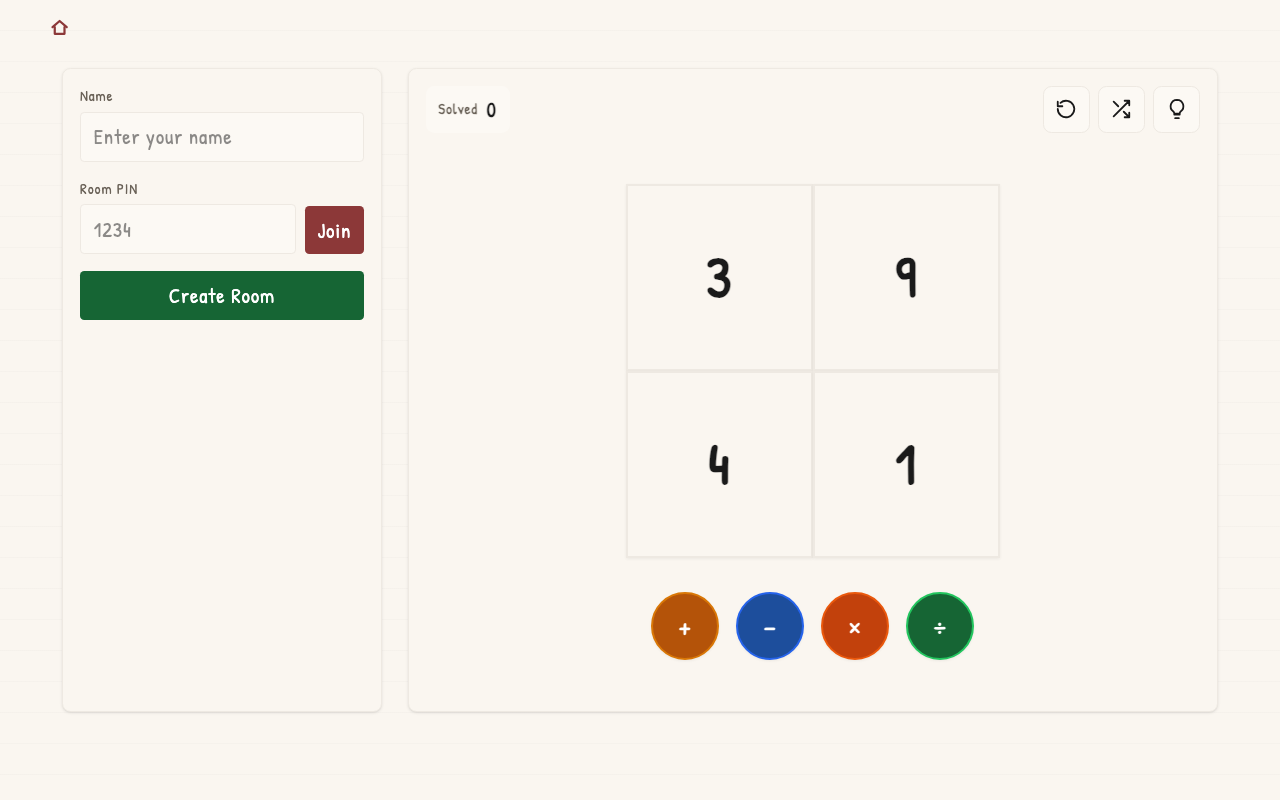 Name
Enter your name
Room PIN
1234
Join
Create Room
Solved 0
3 9
4 1
+ − × ÷